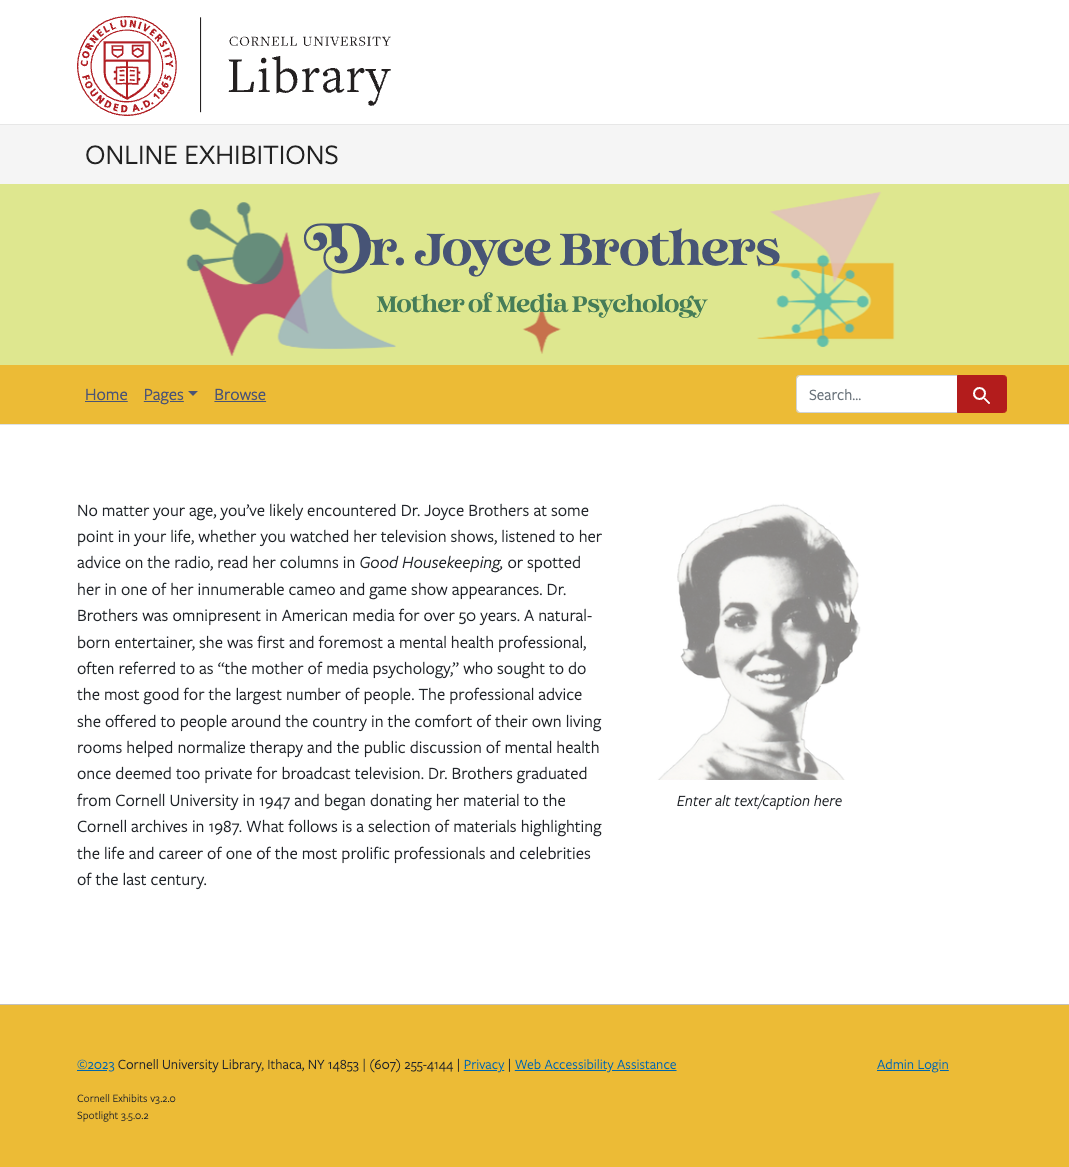 CORNELL UNIVERSITY
FOUNDED A.D. 1865
CORNELL UNIVERSITY
Library
ONLINE EXHIBITIONS
Dr. Joyce Brothers
Mother of Media Psychology
Home Pages Browse Search...
No matter your age, you’ve likely encountered Dr. Joyce Brothers at some
point in your life, whether you watched her television shows, listened to her
advice on the radio, read her columns in Good Housekeeping, or spotted
her in one of her innumerable cameo and game show appearances. Dr.
Brothers was omnipresent in American media for over 50 years. A natural-
born entertainer, she was first and foremost a mental health professional,
often referred to as “the mother of media psychology,” who sought to do
the most good for the largest number of people. The professional advice
she offered to people around the country in the comfort of their own living
rooms helped normalize therapy and the public discussion of mental health
once deemed too private for broadcast television. Dr. Brothers graduated
from Cornell University in 1947 and began donating her material to the
Cornell archives in 1987. What follows is a selection of materials highlighting
the life and career of one of the most prolific professionals and celebrities
of the last century.
Enter alt text/caption here
©2023 Cornell University Library, Ithaca, NY 14853 | (607) 255-4144 | Privacy | Web Accessibility Assistance
Admin Login
Cornell Exhibits v3.2.0
Spotlight 3.5.0.2